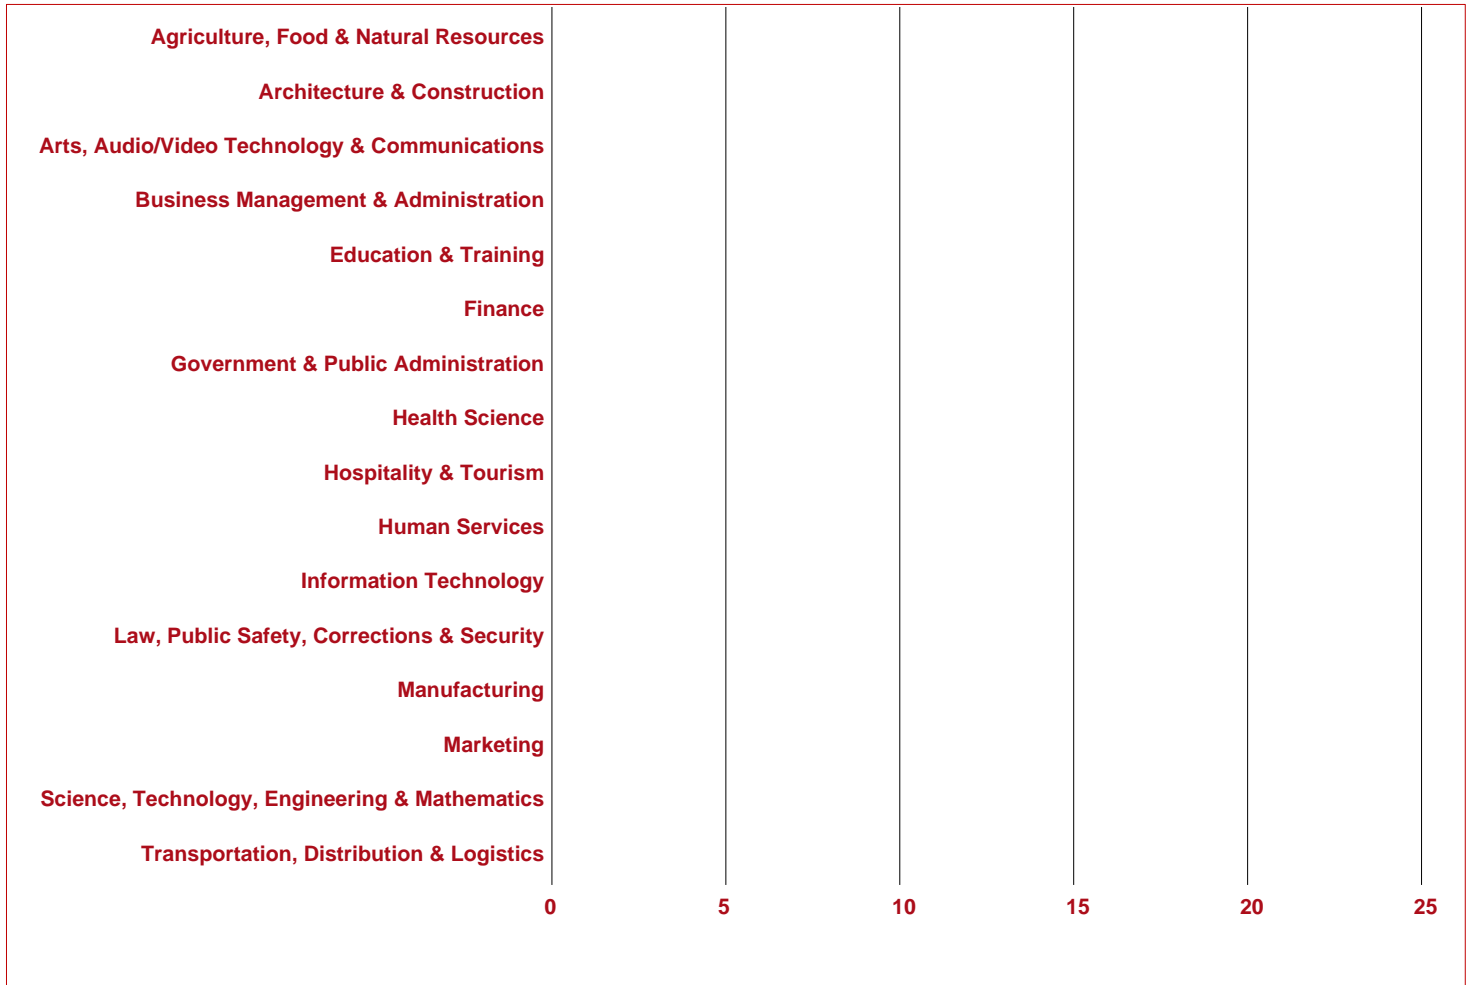 Agriculture, Food & Natural Resources
Architecture & Construction
Arts, Audio/Video Technology & Communications
Business Management & Administration
Education & Training
Finance
Government & Public Administration
Health Science
Hospitality & Tourism
Human Services
Information Technology
Law, Public Safety, Corrections & Security
Manufacturing
Marketing
Science, Technology, Engineering & Mathematics
Transportation, Distribution & Logistics
0 5 10 15 20 25